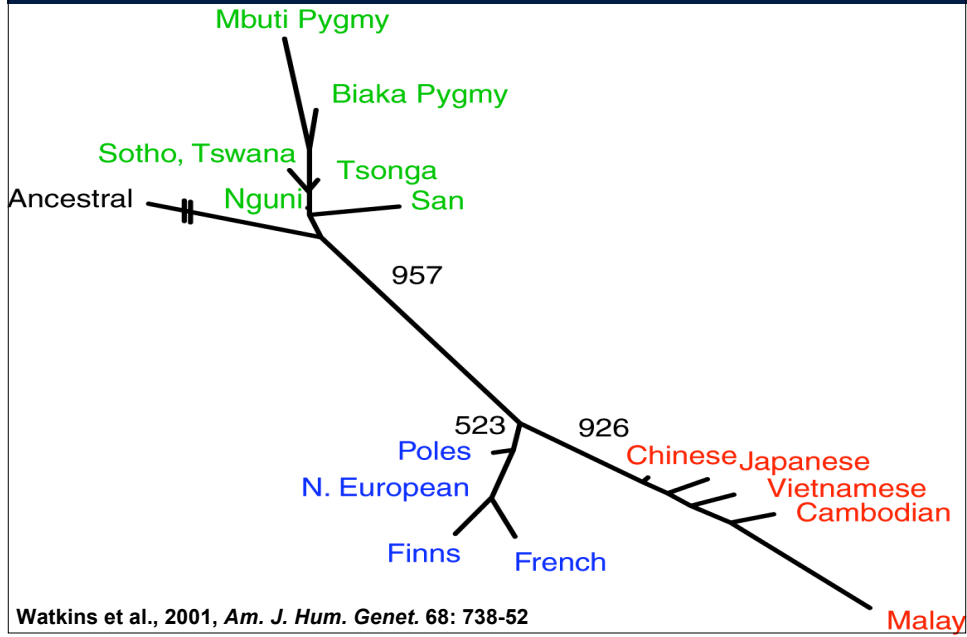 Mbuti Pygmy
Biaka Pygmy
Sotho, Tswana
Tsonga
Ancestral
Nguni
San
957
523
926
Poles
Chinese
Japanese
N. European
Vietnamese
Cambodian
Finns
French
Watkins et al., 2001, Am. J. Hum. Genet. 68: 738-52
Malay